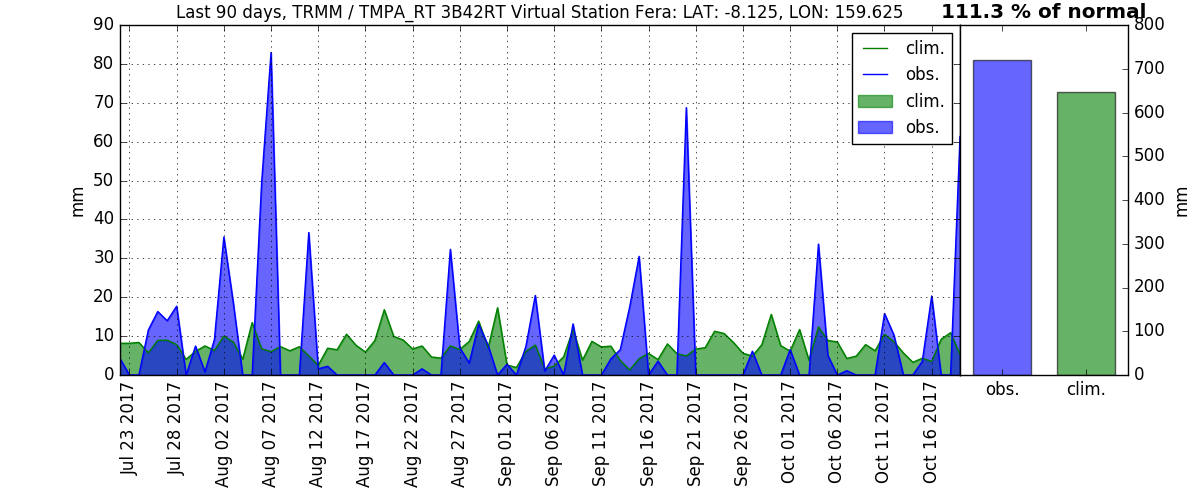 Last 90 days, TRMM / TMPA_RT 3B42RT Virtual Station Fera: LAT: -8.125, LON: 159.625
111.3 % of normal
90
80
70
60
50
40
30
20
10
0
mm
clim.
obs.
clim.
obs.
800
700
600
500
400
300
200
100
0
mm
Jul 23 2017
Jul 28 2017
Aug 02 2017
Aug 07 2017
Aug 12 2017
Aug 17 2017
Aug 22 2017
Aug 27 2017
Sep 01 2017
Sep 06 2017
Sep 11 2017
Sep 16 2017
Sep 21 2017
Sep 26 2017
Oct 01 2017
Oct 06 2017
Oct 11 2017
Oct 16 2017
obs.
clim.